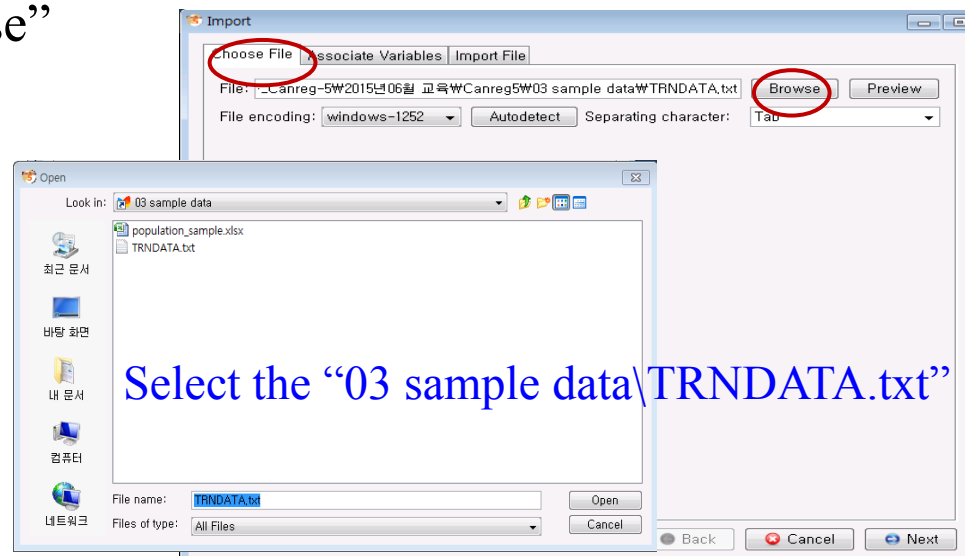 se”
Import
Choose File Associate Variables Import File
File: _Canreg-5₩2015년06월 교육₩Canreg5₩03 sample data₩TRNDATA.txt Browse Preview
File encoding: windows-1252 Autodetect Separating character: Tab
Open
Look in: 03 sample data
population_sample.xlsx
TRNDATA.txt
최근 문서
바탕 화면
내 문서
컴퓨터
네트워크
Select the “03 sample data\TRNDATA.txt”
File name: TRNDATA.txt Open
Files of type: All Files Cancel
Back Cancel Next